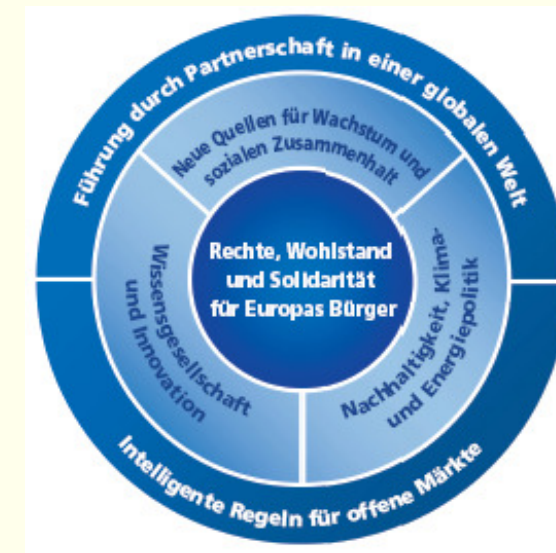 Führung durch Partnerschaft in einer globalen Welt
Neue Quellen für Wachstum und
sozialen Zusammenhalt
Rechte, Wohlstand
und Solidarität
für Europas Bürger
Wissensgesellschaft
und Innovation
Nachhaltigkeit, Klima-
und Energiepolitik
Intelligente Regeln für offene Märkte